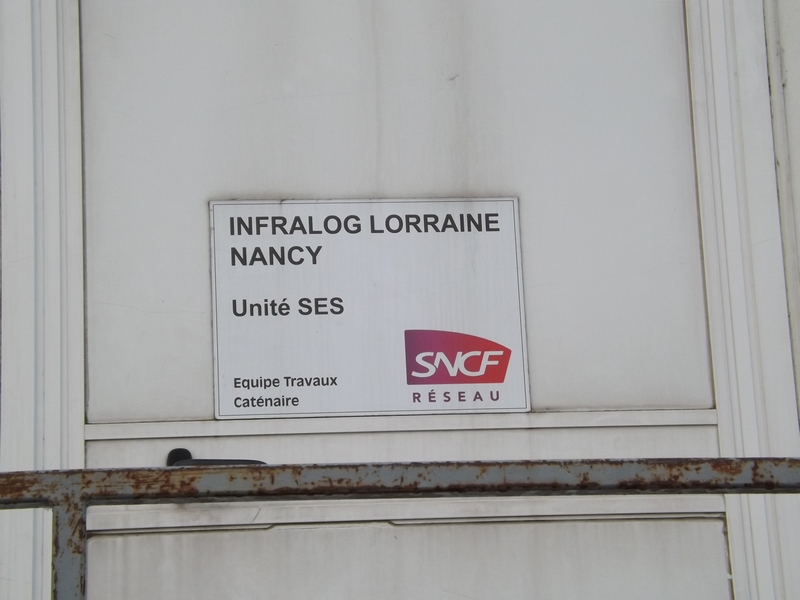 INFRALOG LORRAINE
NANCY
Unité SES
Equipe Travaux
Caténaire
SNCF
RÉSEAU